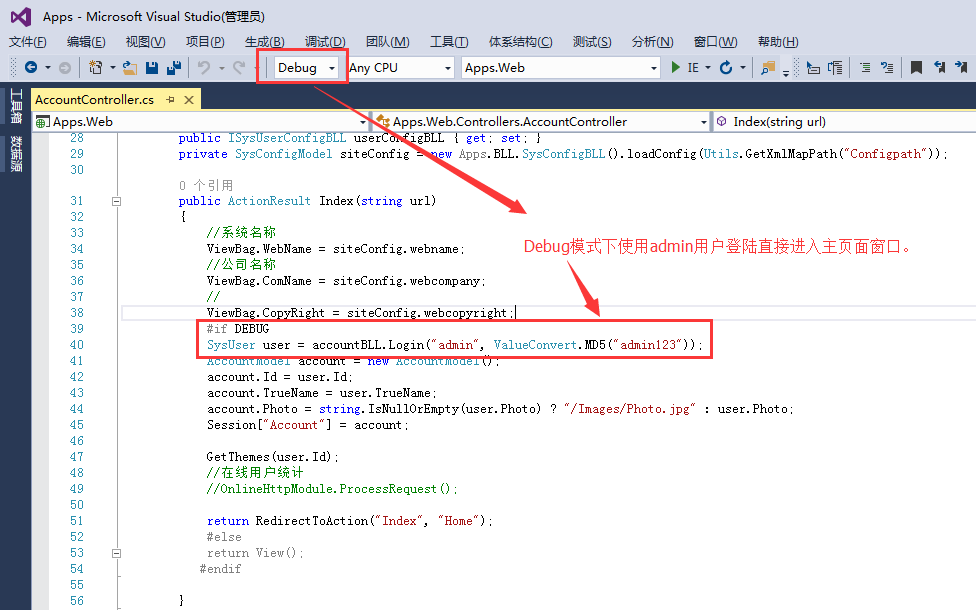 Apps - Microsoft Visual Studio(管理员)
文件(F) 编辑(E) 视图(V) 项目(P) 生成(B) 调试(D) 团队(M) 工具(T) 体系结构(C) 测试(S) 分析(N) 窗口(W) 帮助(H)
Debug Any CPU Apps.Web IE
工具箱
数据源
AccountController.cs
Apps.Web Apps.Web.Controllers.AccountController Index(string url)
28 public ISysUserConfigBLL userConfigBLL { get; set; }
29 private SysConfigModel siteConfig = new Apps.BLL.SysConfigBLL().loadConfig(Utils.GetXmlMapPath("Configpath"));
30
0 个引用
31 public ActionResult Index(string url)
32 {
33 //系统名称
34 ViewBag.WebName = siteConfig.webname;
35 //公司名称
36 ViewBag.ComName = siteConfig.webcompany;
37 //
38 ViewBag.CopyRight = siteConfig.webcopyright;
39 #if DEBUG
40 SysUser user = accountBLL.Login("admin", ValueConvert.MD5("admin123"));
41 AccountModel account = new AccountModel();
42 account.Id = user.Id;
43 account.TrueName = user.TrueName;
44 account.Photo = string.IsNullOrEmpty(user.Photo) ? "/Images/Photo.jpg" : user.Photo;
45 Session["Account"] = account;
46
47 GetThemes(user.Id);
48 //在线用户统计
49 //OnlineHttpModule.ProcessRequest();
50
51 return RedirectToAction("Index", "Home");
52 #else
53 return View();
54 #endif
55
56 }
Debug模式下使用admin用户登陆直接进入主页面窗口。